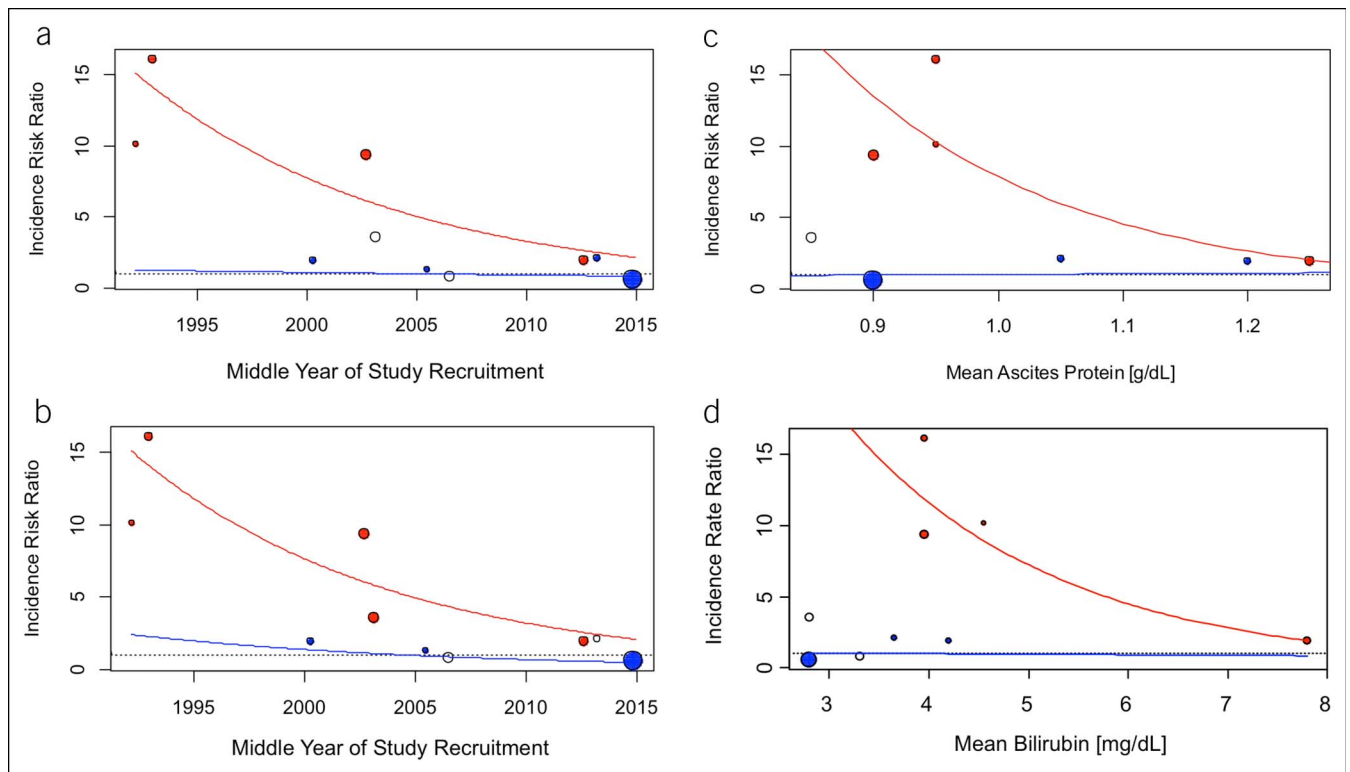 a
Incidence Risk Ratio
15
10
5
0
1995 2000 2005 2010 2015
Middle Year of Study Recruitment
b
Incidence Risk Ratio
15
10
5
0
1995 2000 2005 2010 2015
Middle Year of Study Recruitment
c
Incidence Risk Ratio
15
10
5
0
0.9 1.0 1.1 1.2
Mean Ascites Protein [g/dL]
d
Incidence Rate Ratio
15
10
5
0
3 4 5 6 7 8
Mean Bilirubin [mg/dL]